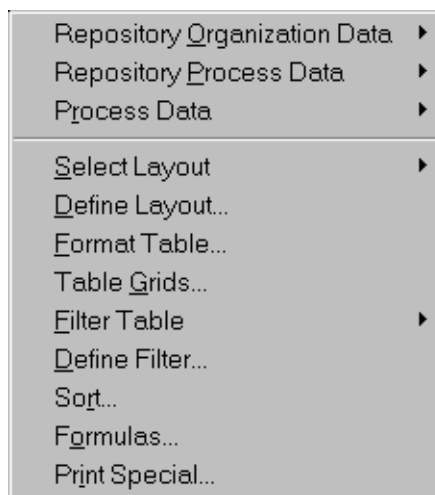 Repository Organization Data
Repository Process Data
Process Data
Select Layout
Define Layout...
Format Table...
Table Grids...
Filter Table
Define Filter...
Sort...
Formulas...
Print Special...